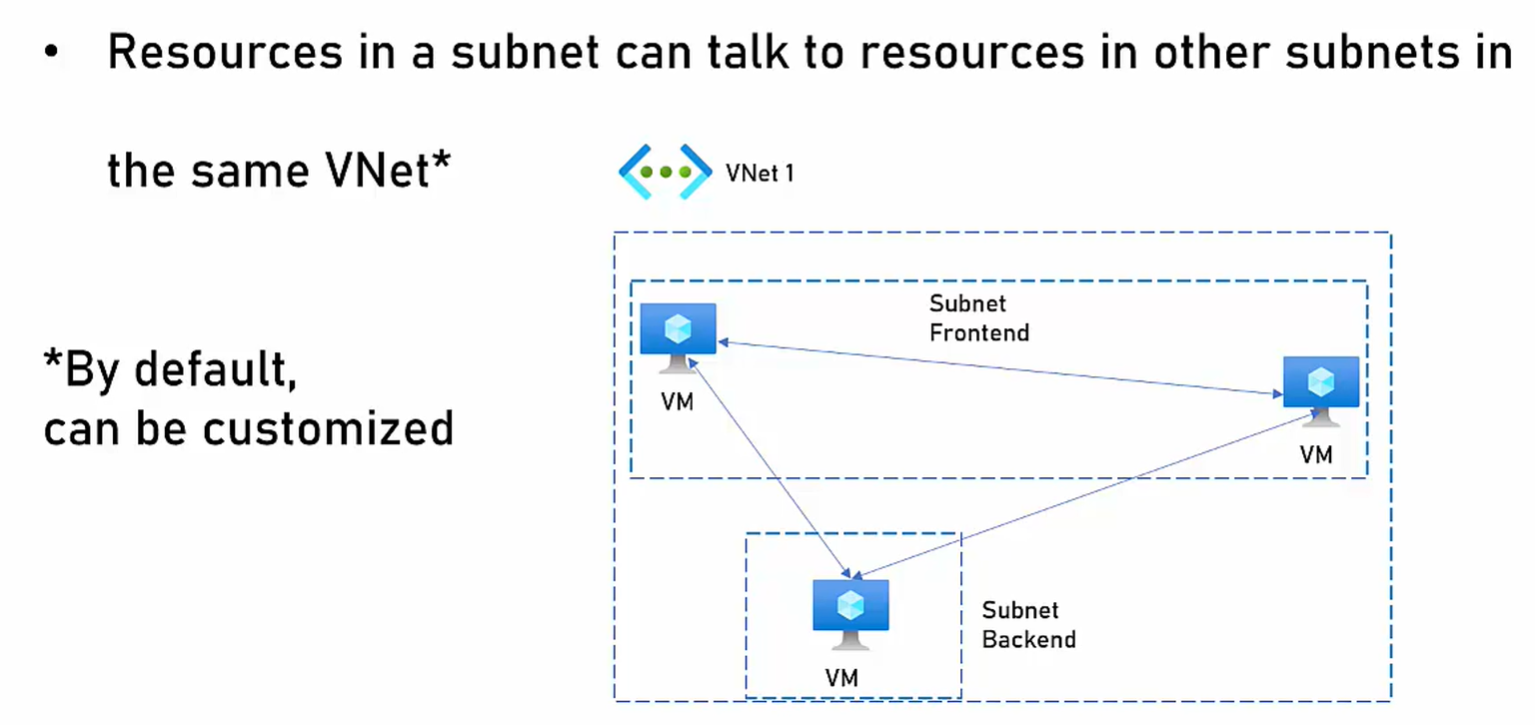 • Resources in a subnet can talk to resources in other subnets in
the same VNet*
VNet 1
*By default,
can be customized
Subnet
Frontend
VM
VM
Subnet
Backend
VM